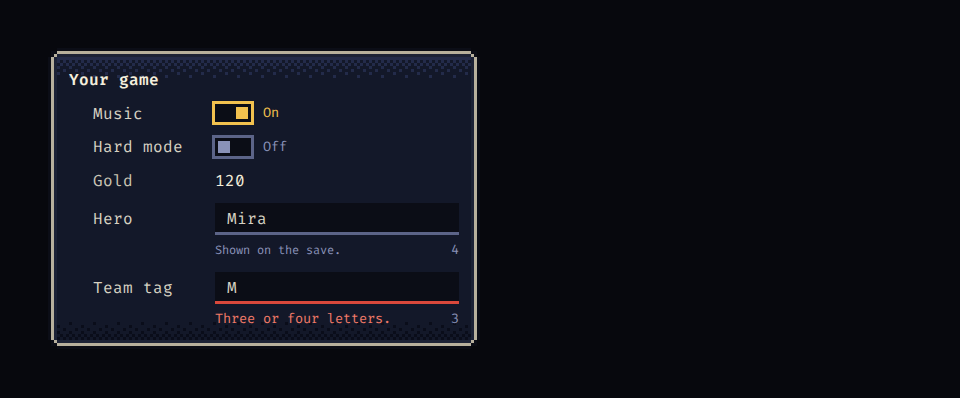 Your game
Music On
Hard mode Off
Gold 120
Hero Mira
Shown on the save. 4
Team tag M
Three or four letters. 3